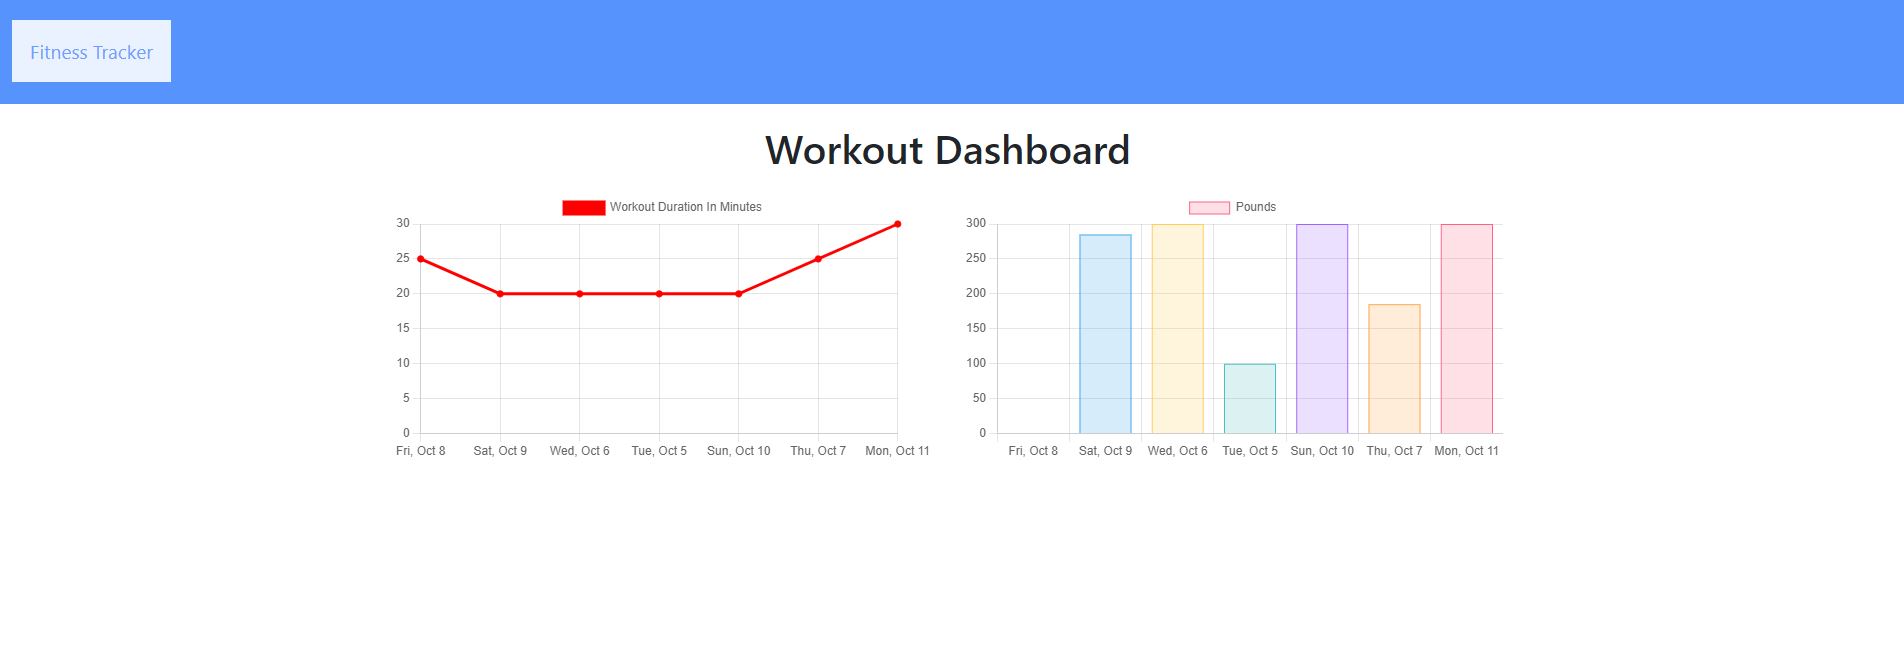 Fitness Tracker
Workout Dashboard
Workout Duration In Minutes
30
25
20
15
10
5
0
Fri, Oct 8 Sat, Oct 9 Wed, Oct 6 Tue, Oct 5 Sun, Oct 10 Thu, Oct 7 Mon, Oct 11
Pounds
300
250
200
150
100
50
0
Fri, Oct 8 Sat, Oct 9 Wed, Oct 6 Tue, Oct 5 Sun, Oct 10 Thu, Oct 7 Mon, Oct 11